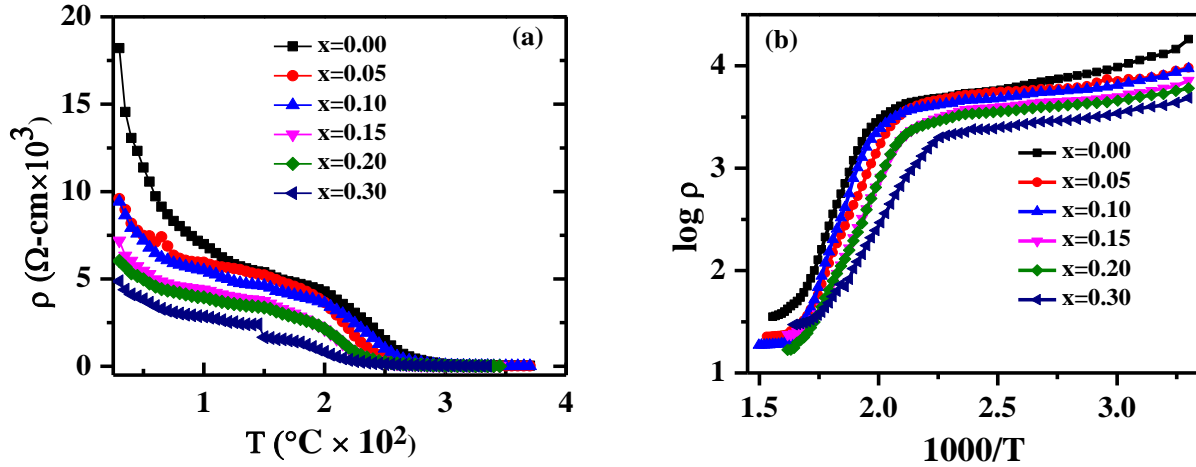 20
15
10
5
0
ρ (Ω-cm×10³)
(a)
x=0.00
x=0.05
x=0.10
x=0.15
x=0.20
x=0.30
1 2 3 4
T (°C × 10²)
4
3
2
1
log ρ
(b)
x=0.00
x=0.05
x=0.10
x=0.15
x=0.20
x=0.30
1.5 2.0 2.5 3.0
1000/T